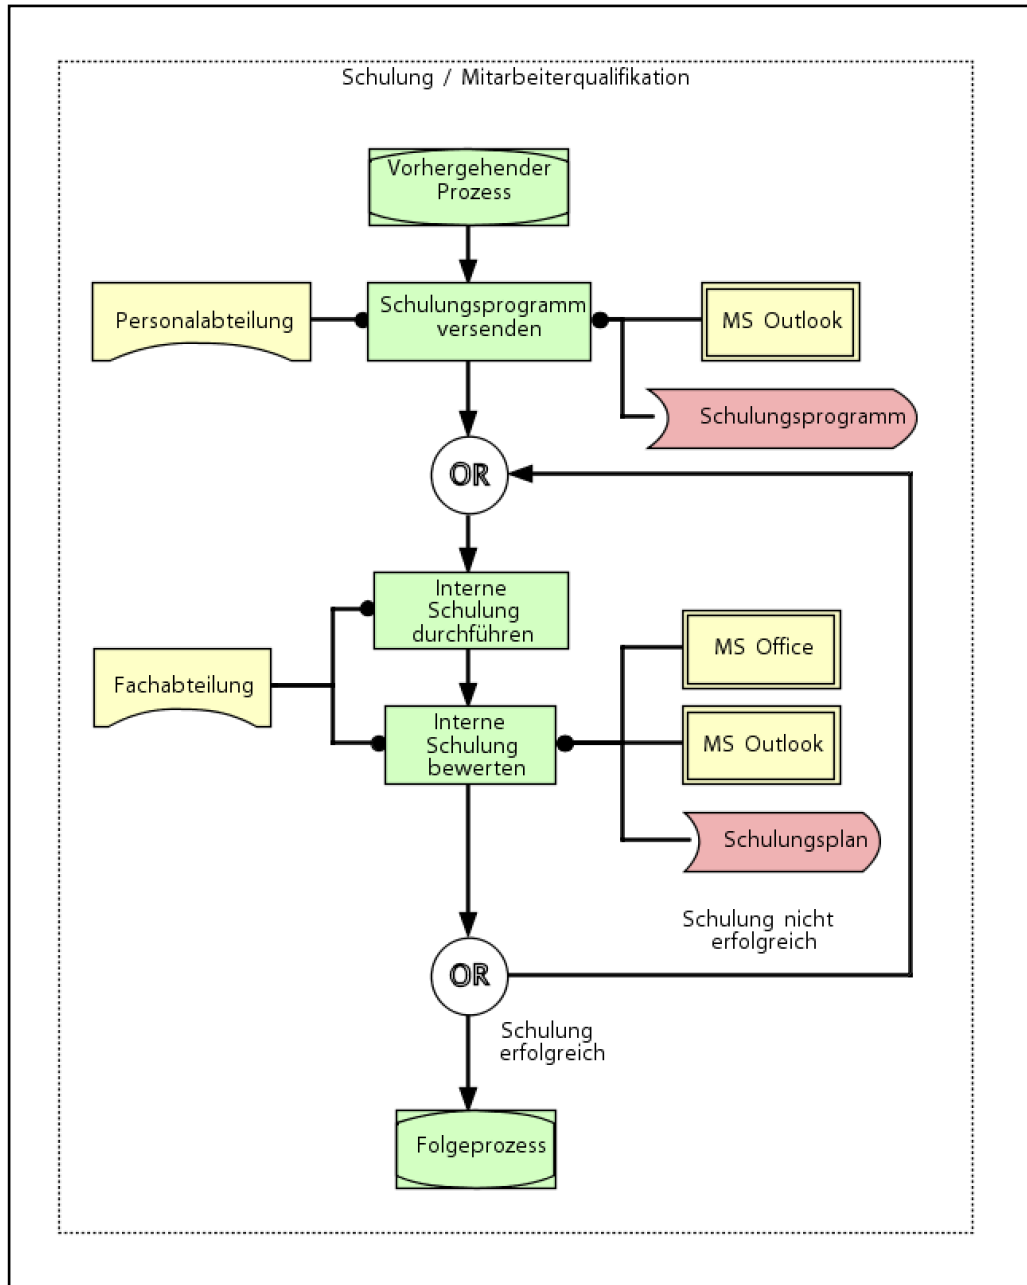 Schulung / Mitarbeiterqualifikation
Vorhergehender
Prozess
Personalabteilung
Schulungsprogramm
versenden
MS Outlook
Schulungsprogramm
OR
Interne
Schulung
durchführen
Fachabteilung
Interne
Schulung
bewerten
MS Office
MS Outlook
Schulungsplan
Schulung nicht
erfolgreich
OR
Schulung
erfolgreich
Folgeprozess